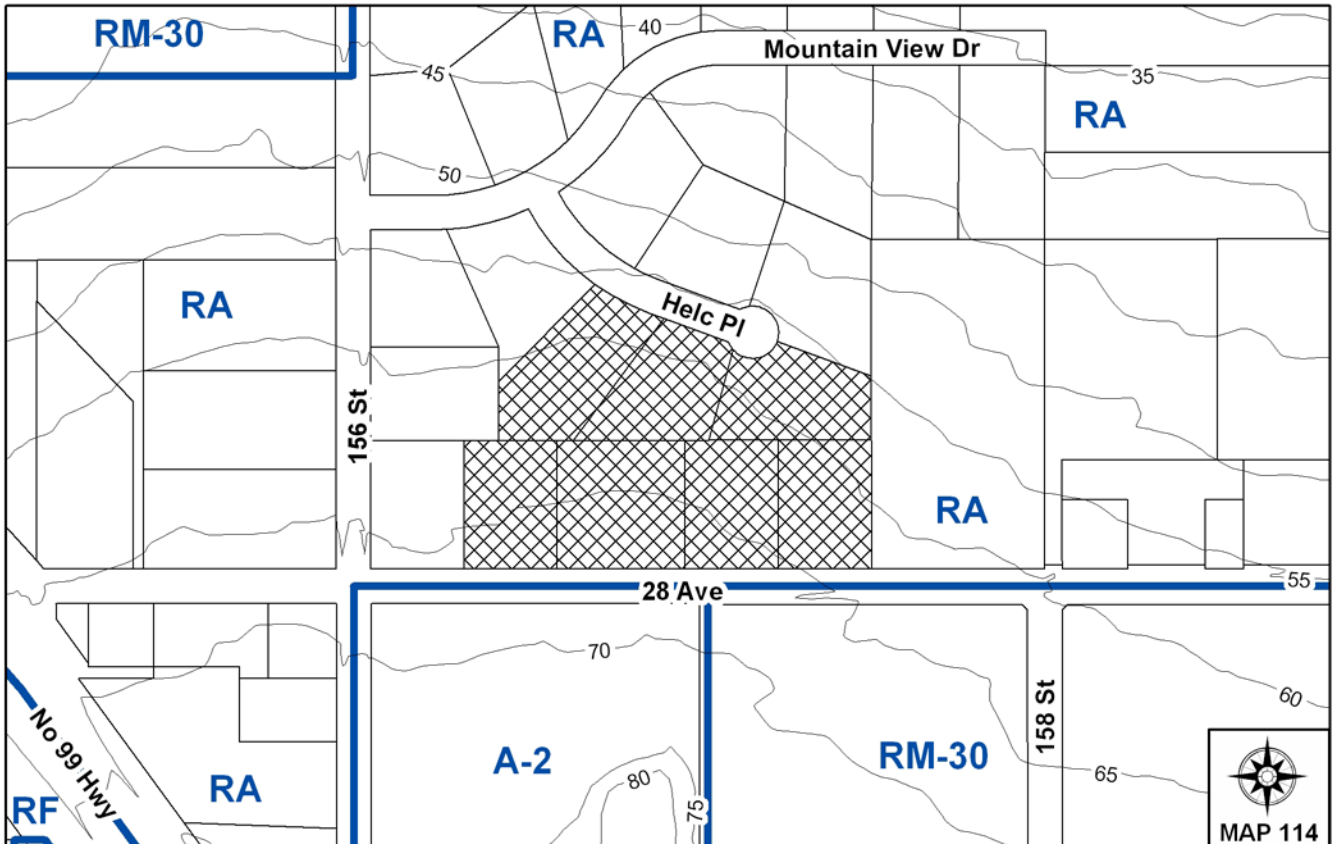 RM-30
RA
40
Mountain View Dr
45
35
RA
50
RA
Helc Pl
156 St
RA
28 Ave
55
70
60
No 99 Hwy
158 St
A-2
RM-30
65
80
75
RA
RF
MAP 114